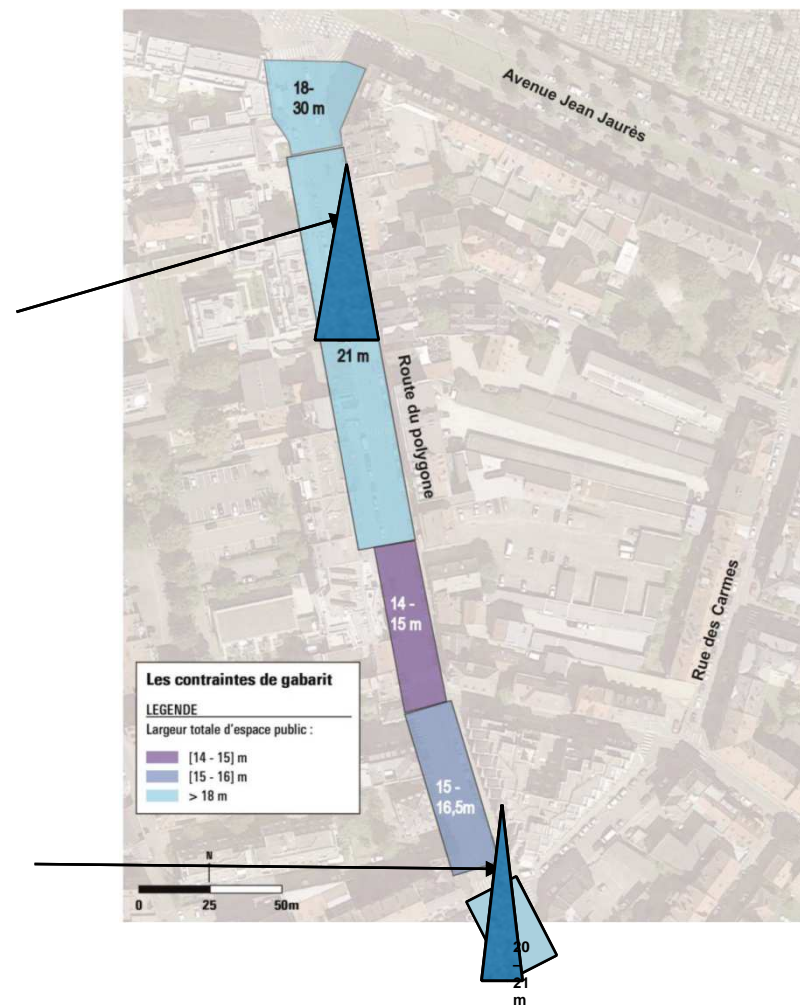 18-
30 m
Avenue Jean Jaurès
21 m
Route du polygone
14 -
15 m
Rue des Carmes
Les contraintes de gabarit
LEGENDE
Largeur totale d'espace public :
[14 - 15] m
[15 - 16] m
> 18 m
15 -
16,5m
N
0 25 50m
20
-
21
m